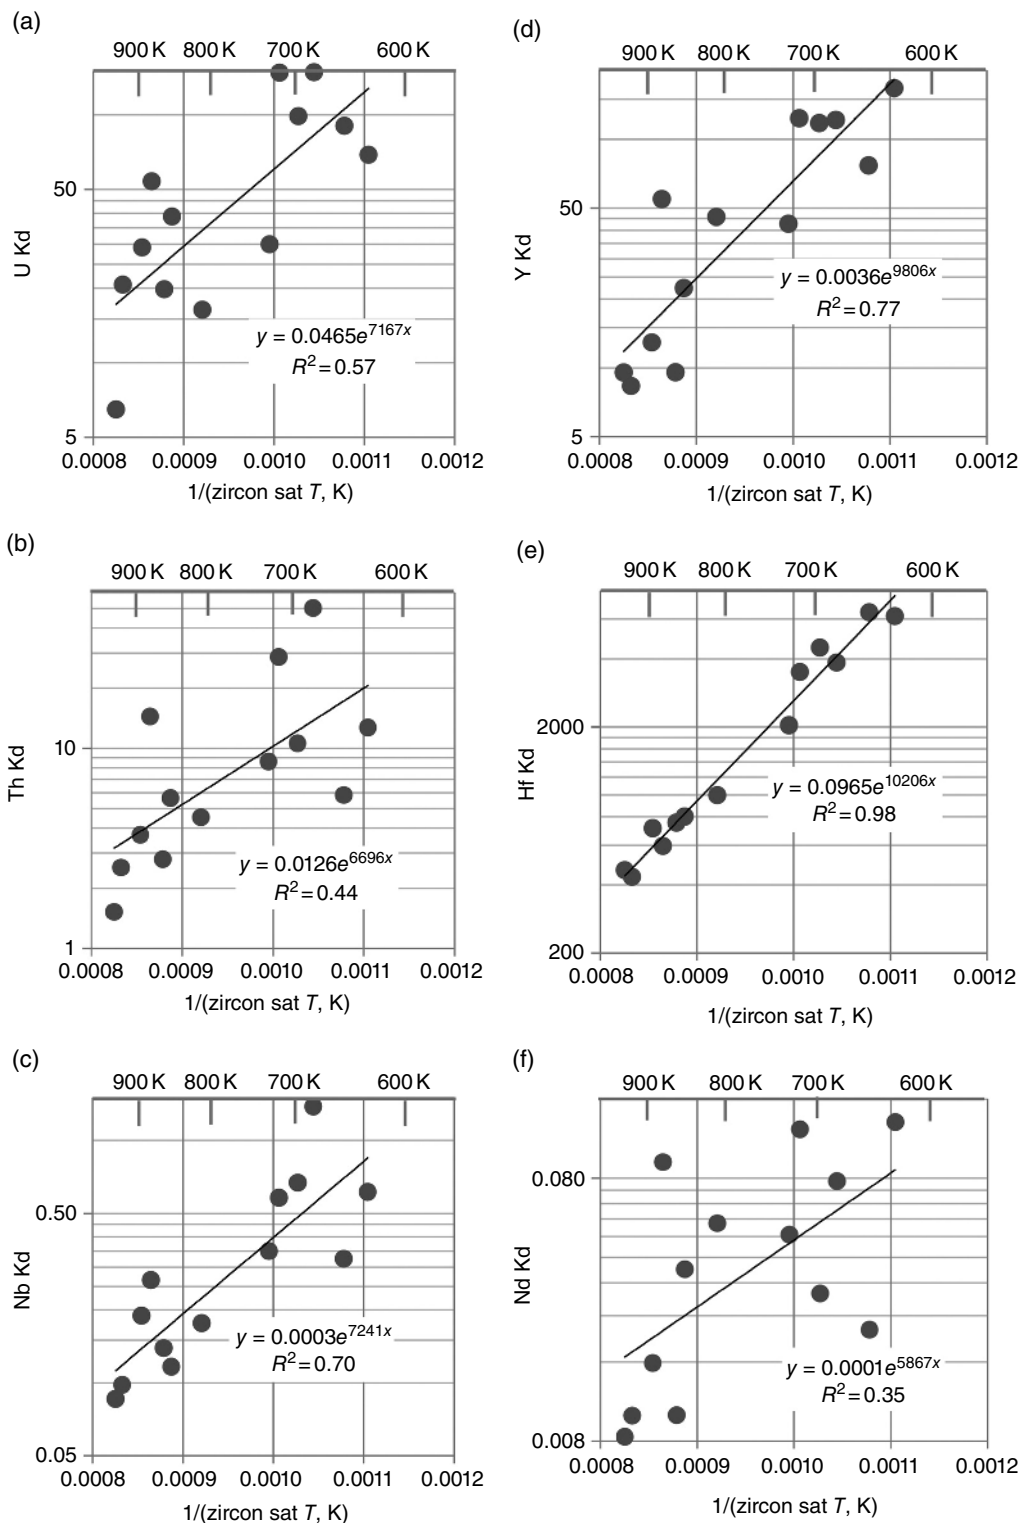 (a)
900 K 800 K 700 K 600 K
50
U Kd
y = 0.0465e^7167x
R² = 0.57
5
0.0008 0.0009 0.0010 0.0011 0.0012
1/(zircon sat T, K)
(b)
900 K 800 K 700 K 600 K
10
Th Kd
y = 0.0126e^6696x
R² = 0.44
1
0.0008 0.0009 0.0010 0.0011 0.0012
1/(zircon sat T, K)
(c)
900 K 800 K 700 K 600 K
0.50
Nb Kd
y = 0.0003e^7241x
R² = 0.70
0.05
0.0008 0.0009 0.0010 0.0011 0.0012
1/(zircon sat T, K)
(d)
900 K 800 K 700 K 600 K
50
Y Kd
y = 0.0036e^9806x
R² = 0.77
5
0.0008 0.0009 0.0010 0.0011 0.0012
1/(zircon sat T, K)
(e)
900 K 800 K 700 K 600 K
2000
Hf Kd
y = 0.0965e^10206x
R² = 0.98
200
0.0008 0.0009 0.0010 0.0011 0.0012
1/(zircon sat T, K)
(f)
900 K 800 K 700 K 600 K
0.080
Nd Kd
y = 0.0001e^5867x
R² = 0.35
0.008
0.0008 0.0009 0.0010 0.0011 0.0012
1/(zircon sat T, K)